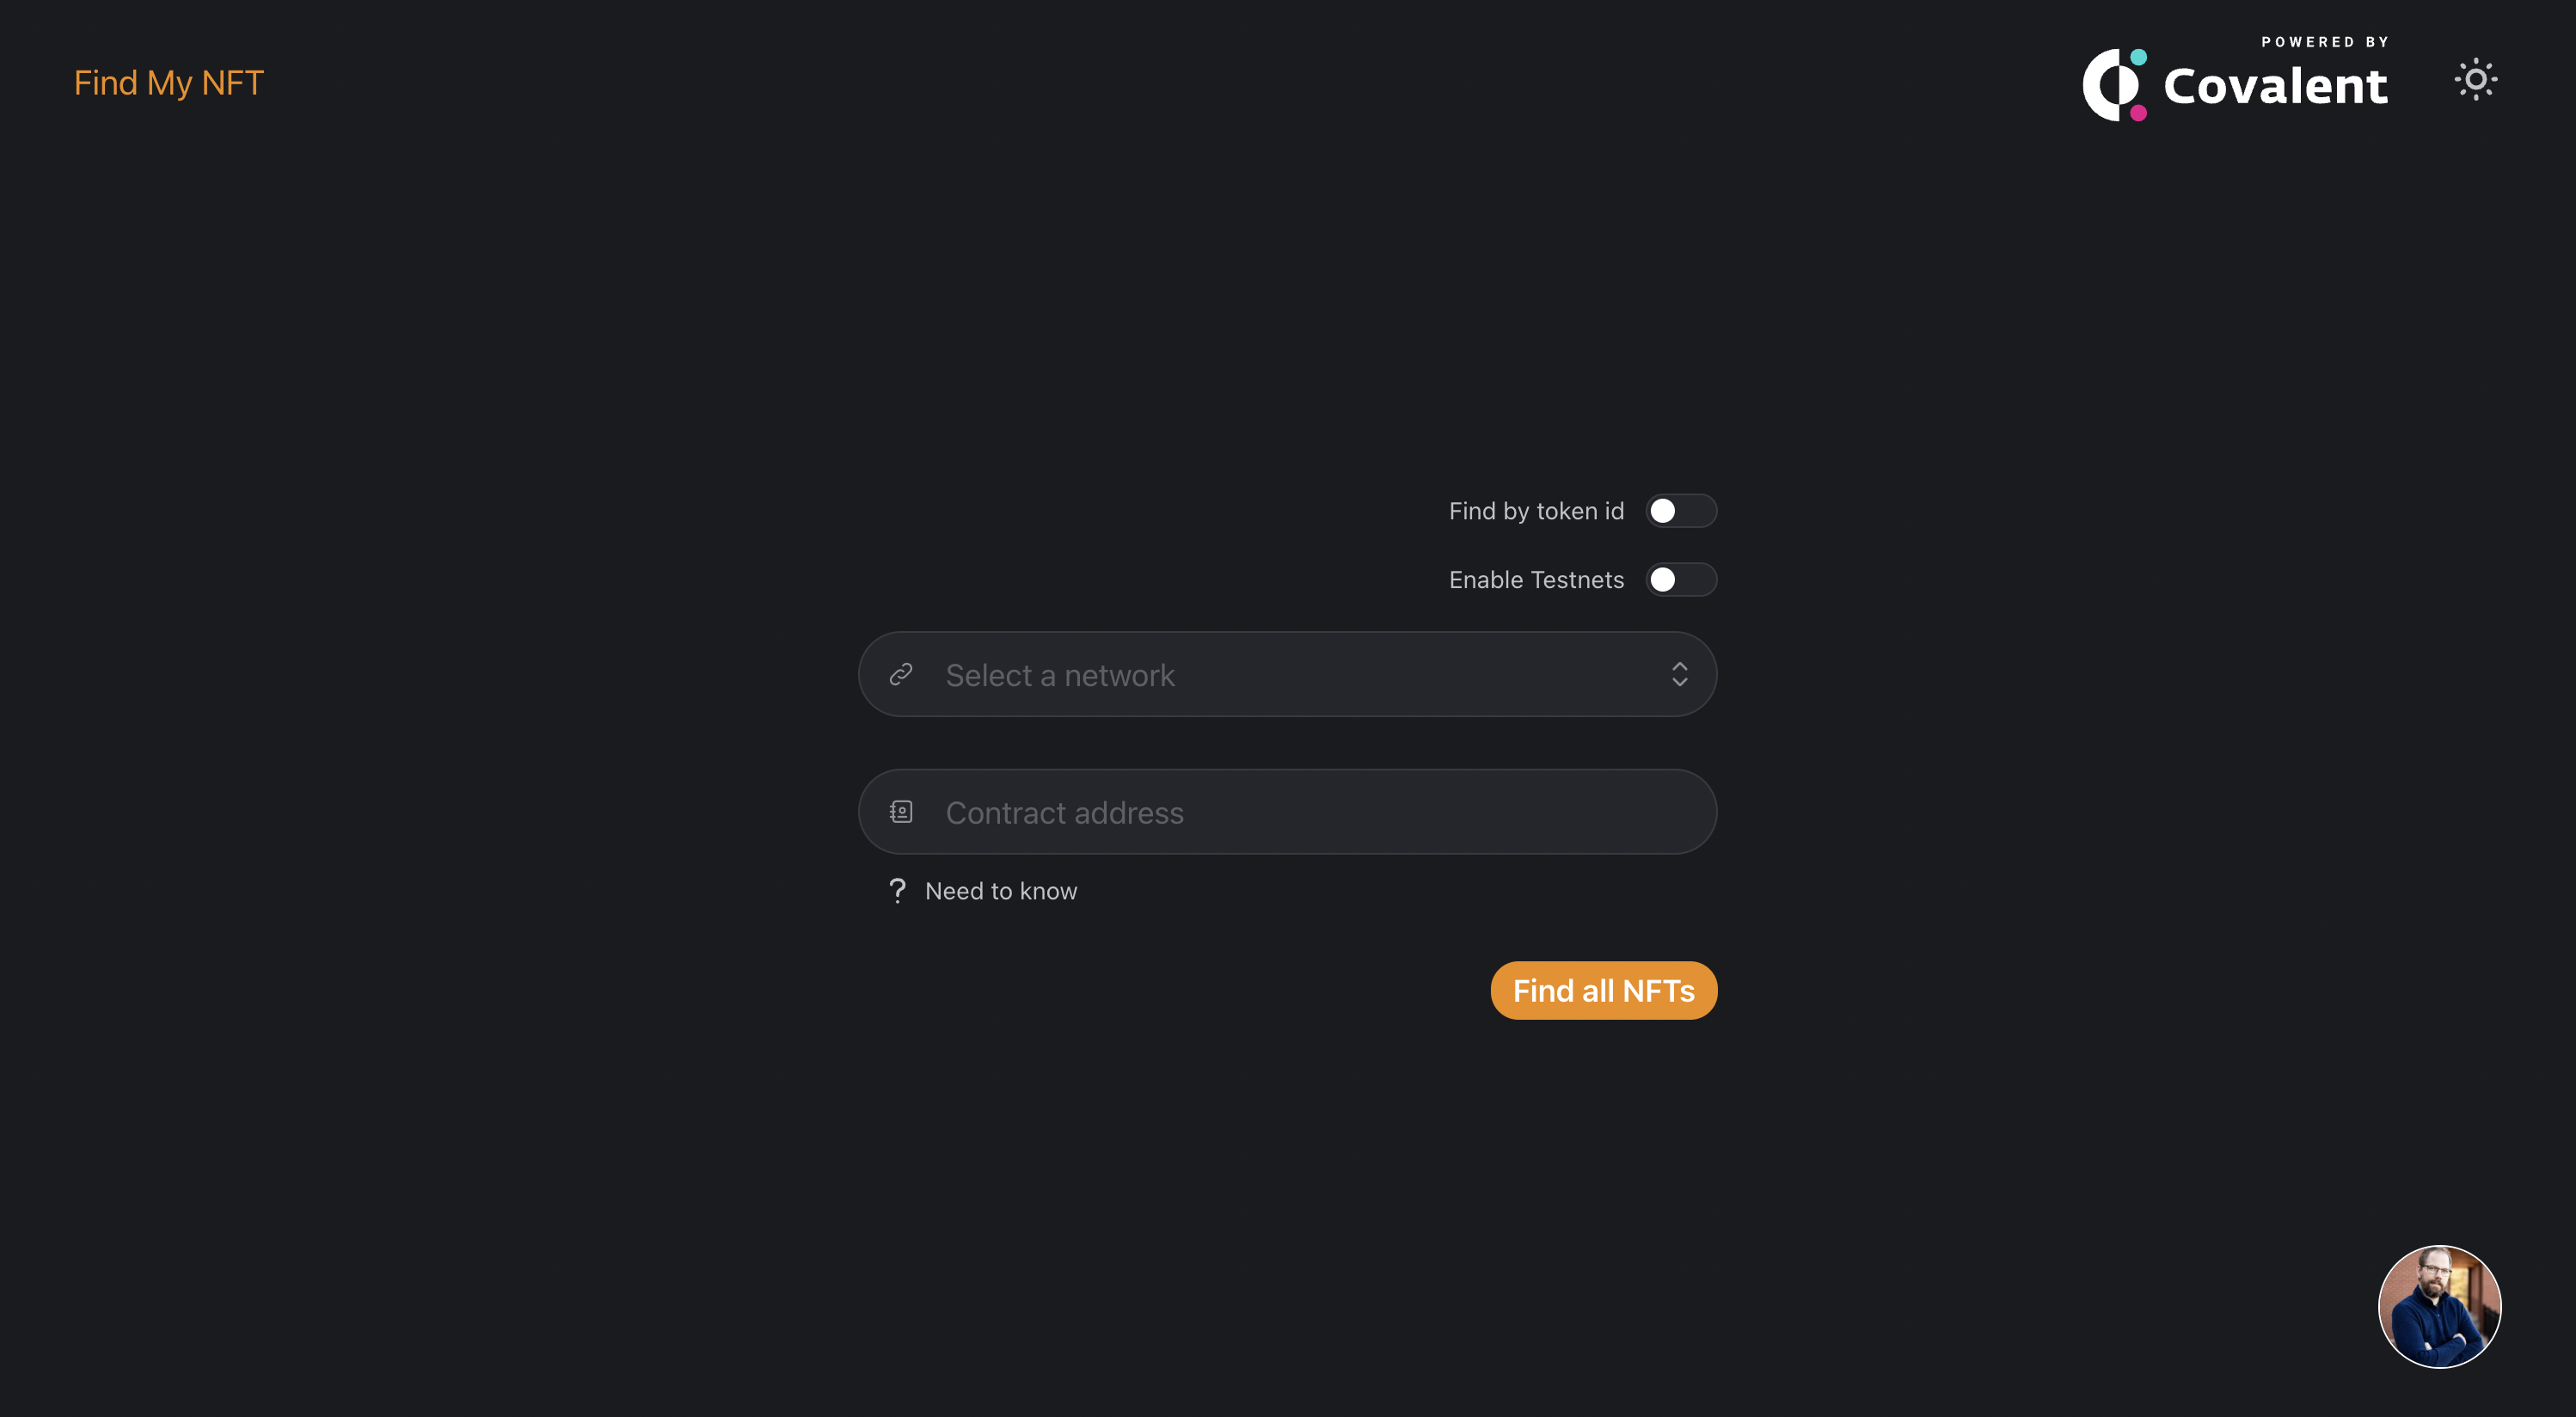 Find My NFT
POWERED BY
Covalent
Find by token id
Enable Testnets
Select a network
Contract address
? Need to know
Find all NFTs